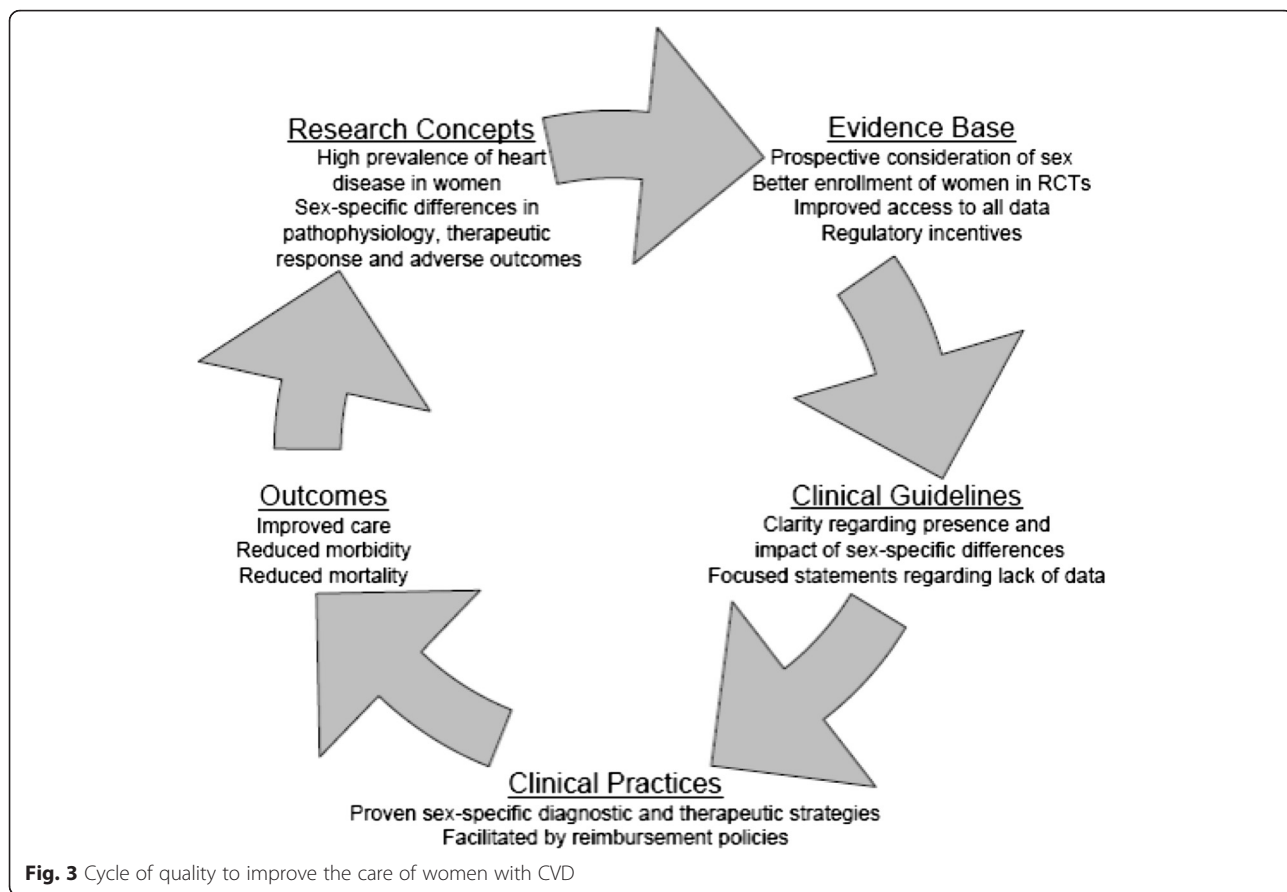 Research Concepts
High prevalence of heart
disease in women
Sex-specific differences in
pathophysiology, therapeutic
response and adverse outcomes
Evidence Base
Prospective consideration of sex
Better enrollment of women in RCTs
Improved access to all data
Regulatory incentives
Clinical Guidelines
Clarity regarding presence and
impact of sex-specific differences
Focused statements regarding lack of data
Clinical Practices
Proven sex-specific diagnostic and therapeutic strategies
Facilitated by reimbursement policies
Outcomes
Improved care
Reduced morbidity
Reduced mortality
Fig. 3 Cycle of quality to improve the care of women with CVD